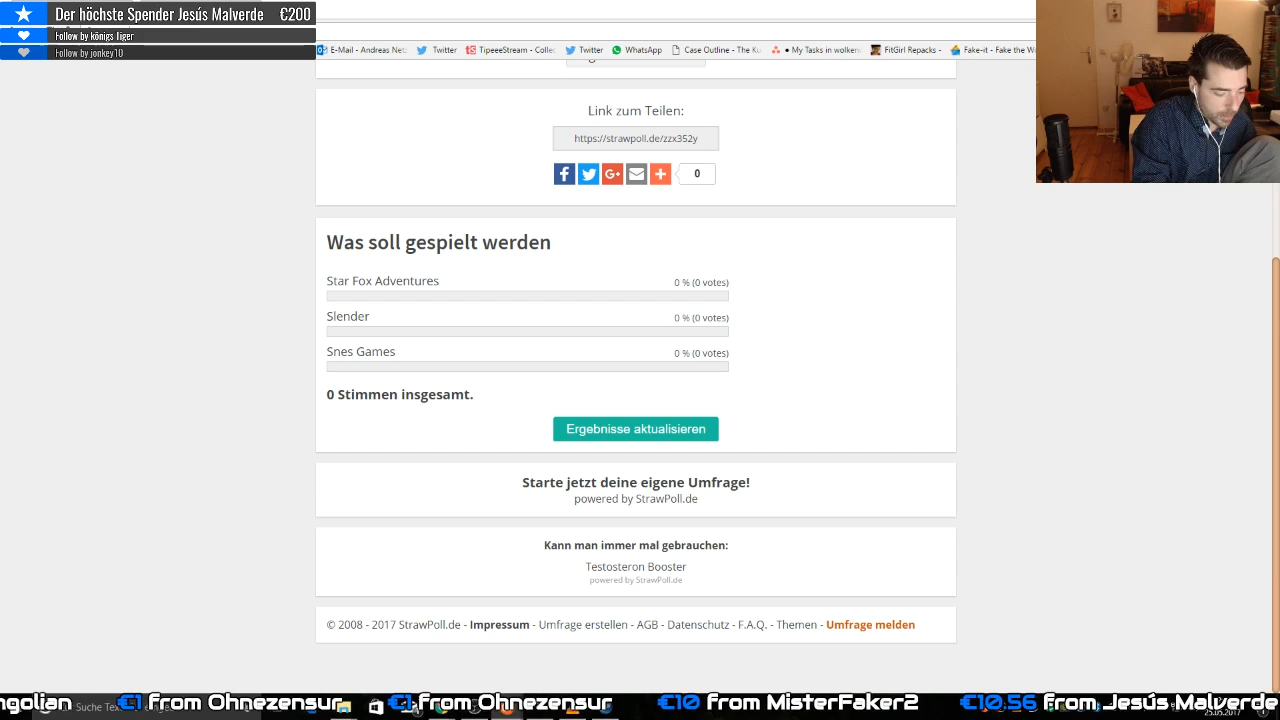 Der höchste Spender Jesús Malverde €200
Follow by königs tiger
Follow by jonkey10
E-Mail - Andreas Net Twitter TipeeeStream - Collec Twitter WhatsApp Case Outline - The Ku My Tasks in wolken FitGirl Repacks - Fake-it - Fake the W
Link zum Teilen:
https://strawpoll.de/zzx352y
0
Was soll gespielt werden
Star Fox Adventures 0 % (0 votes)
Slender 0 % (0 votes)
Snes Games 0 % (0 votes)
0 Stimmen insgesamt.
Ergebnisse aktualisieren
Starte jetzt deine eigene Umfrage!
powered by StrawPoll.de
Kann man immer mal gebrauchen:
Testosteron Booster
powered by StrawPoll.de
© 2008 - 2017 StrawPoll.de - Impressum - Umfrage erstellen - AGB - Datenschutz - F.A.Q. - Themen - Umfrage melden
ngolian €1 from Ohnezensur €1 from Ohnezensur €10 from MisterFaker2 €10.56 from Jesús Malverde
25.05.2017